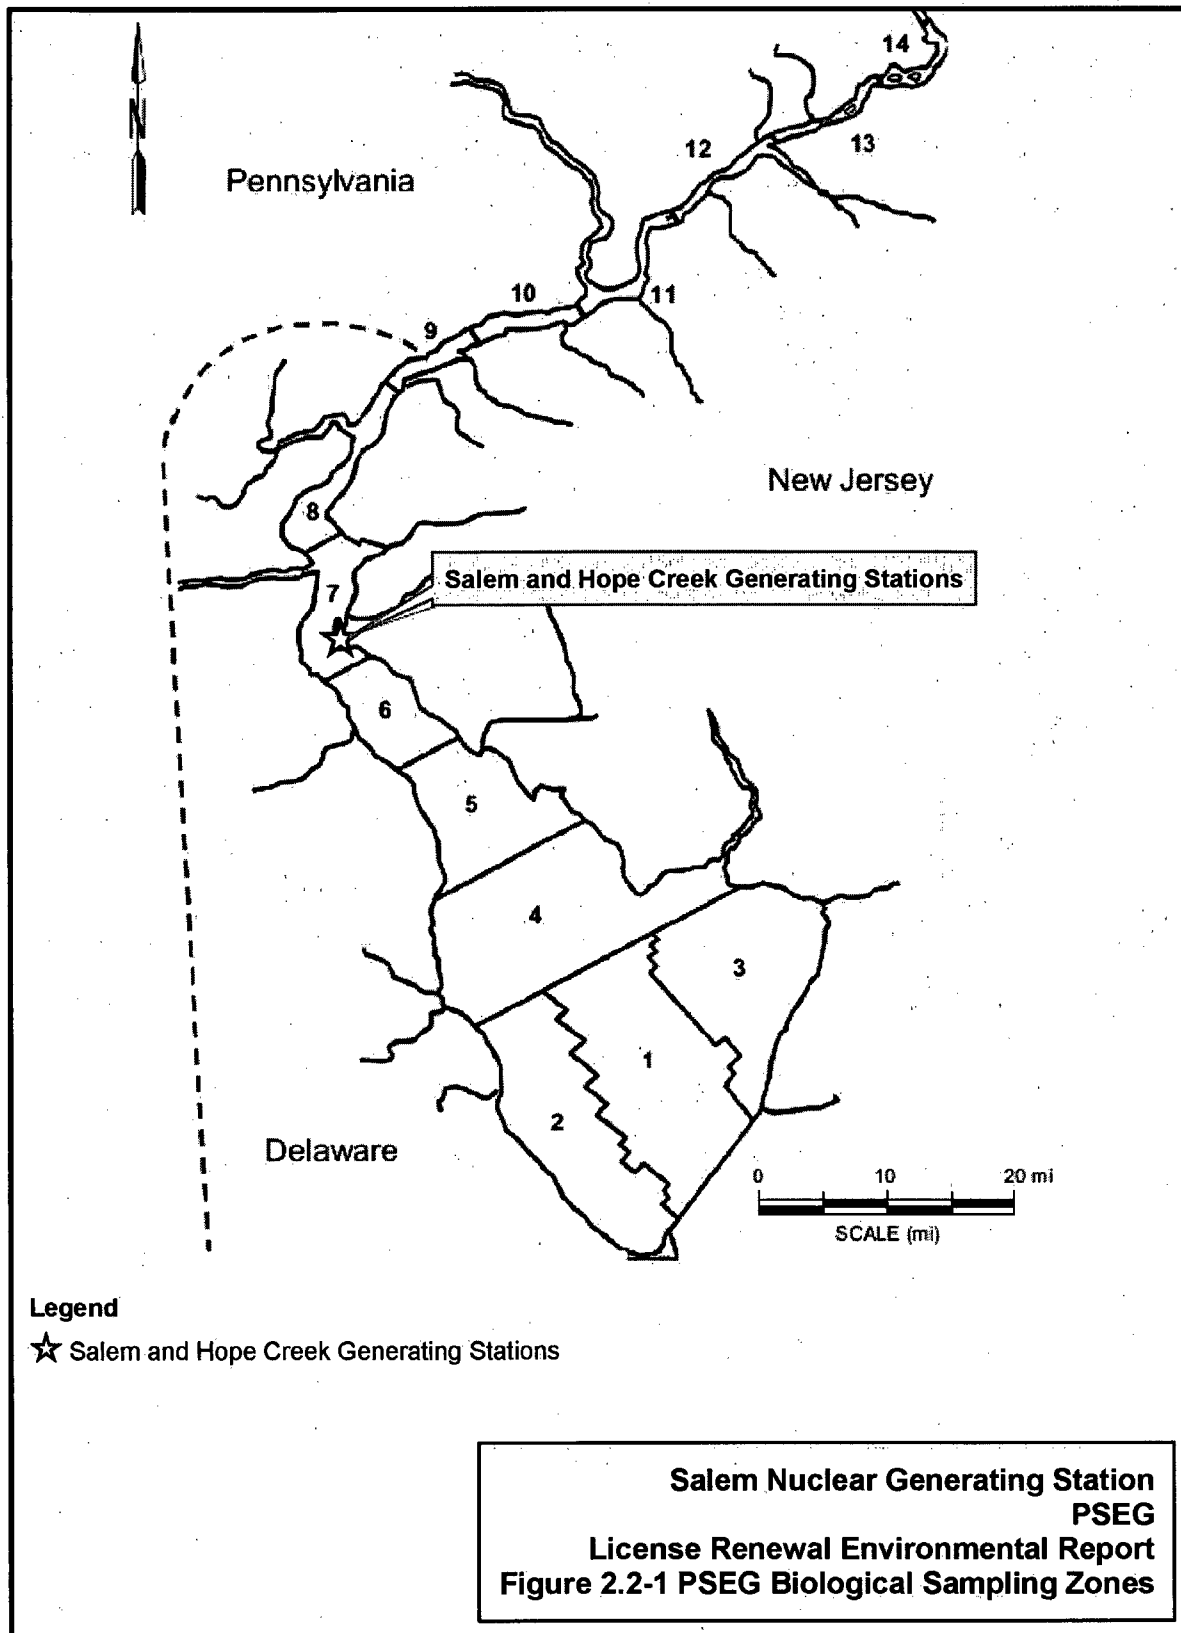 14
N
13
12
Pennsylvania
10
11
9
New Jersey
8
Salem and Hope Creek Generating Stations
7
6
5
4
3
1
2
Delaware
0 10 20 mi
SCALE (mi)
Legend
Salem and Hope Creek Generating Stations
Salem Nuclear Generating Station
PSEG
License Renewal Environmental Report
Figure 2.2-1 PSEG Biological Sampling Zones